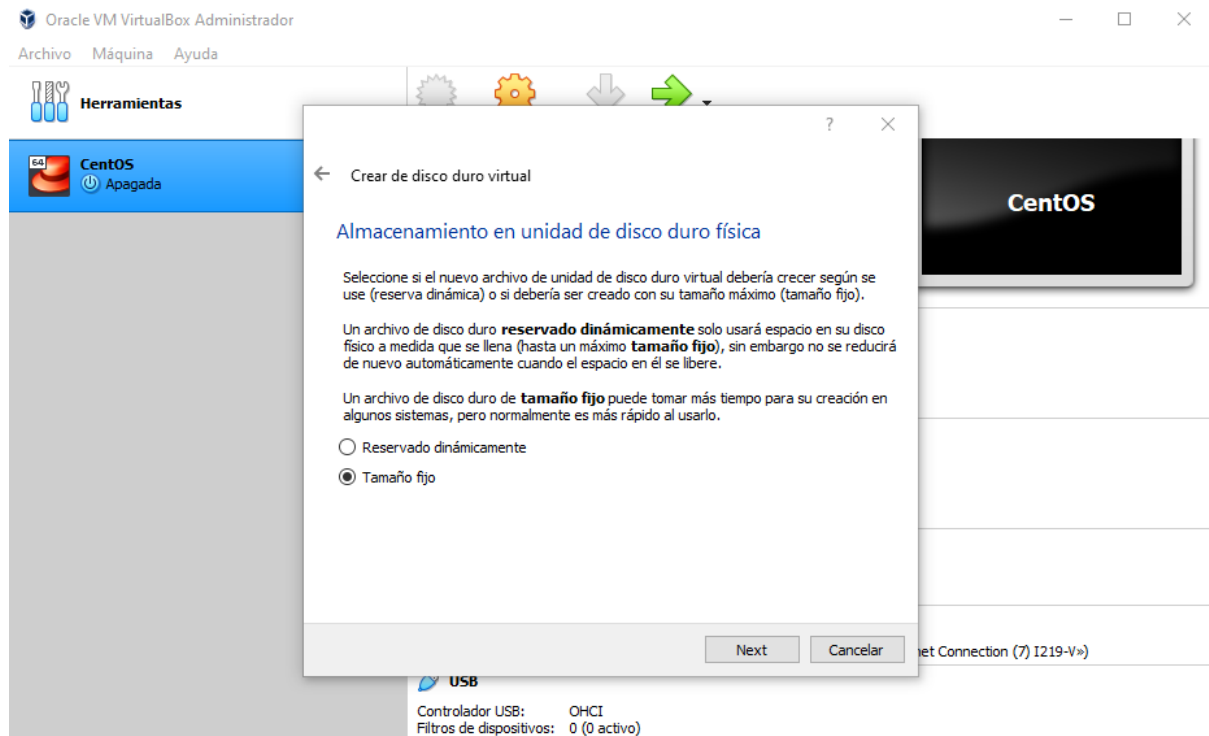 Oracle VM VirtualBox Administrador
Archivo Máquina Ayuda
Herramientas
64
CentOS
Apagada
?
Crear de disco duro virtual
Almacenamiento en unidad de disco duro física
Seleccione si el nuevo archivo de unidad de disco duro virtual debería crecer según se
use (reserva dinámica) o si debería ser creado con su tamaño máximo (tamaño fijo).
Un archivo de disco duro reservado dinámicamente solo usará espacio en su disco
físico a medida que se llena (hasta un máximo tamaño fijo), sin embargo no se reducirá
de nuevo automáticamente cuando el espacio en él se libere.
Un archivo de disco duro de tamaño fijo puede tomar más tiempo para su creación en
algunos sistemas, pero normalmente es más rápido al usarlo.
Reservado dinámicamente
Tamaño fijo
Next Cancelar
CentOS
net Connection (7) I219-V»)
USB
Controlador USB: OHCI
Filtros de dispositivos: 0 (0 activo)